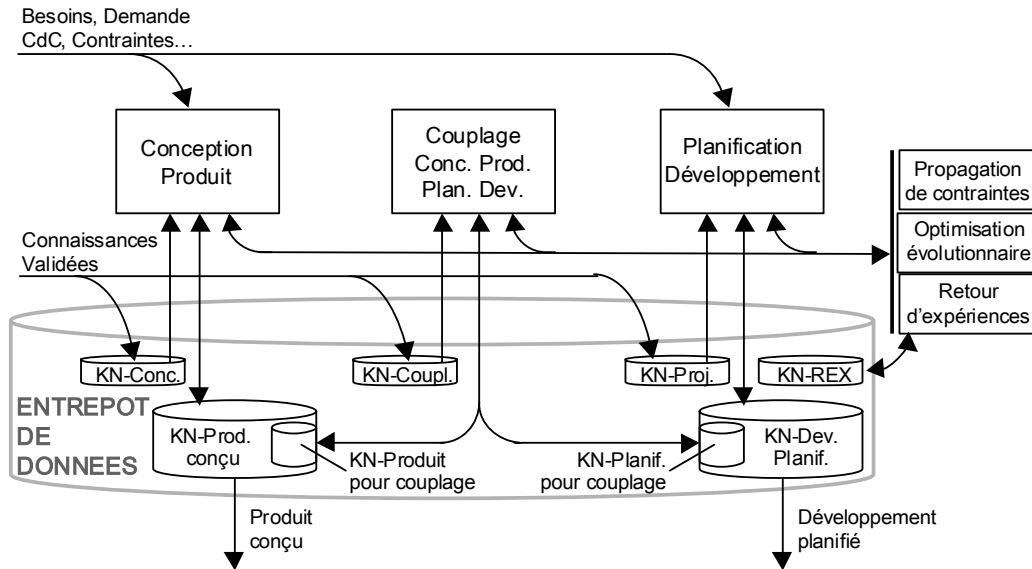 Besoins, Demande
CdC, Contraintes…
Conception
Produit
Couplage
Conc. Prod.
Plan. Dev.
Planification
Développement
Propagation
de contraintes
Optimisation
évolutionnaire
Retour
d'expériences
Connaissances
Validées
KN-Conc.
KN-Coupl.
KN-Proj.
KN-REX
ENTREPOT
DE
DONNEES
KN-Prod.
conçu
KN-Produit
pour couplage
KN-Planif.
pour couplage
KN-Dev.
Planif.
Produit
conçu
Développement
planifié